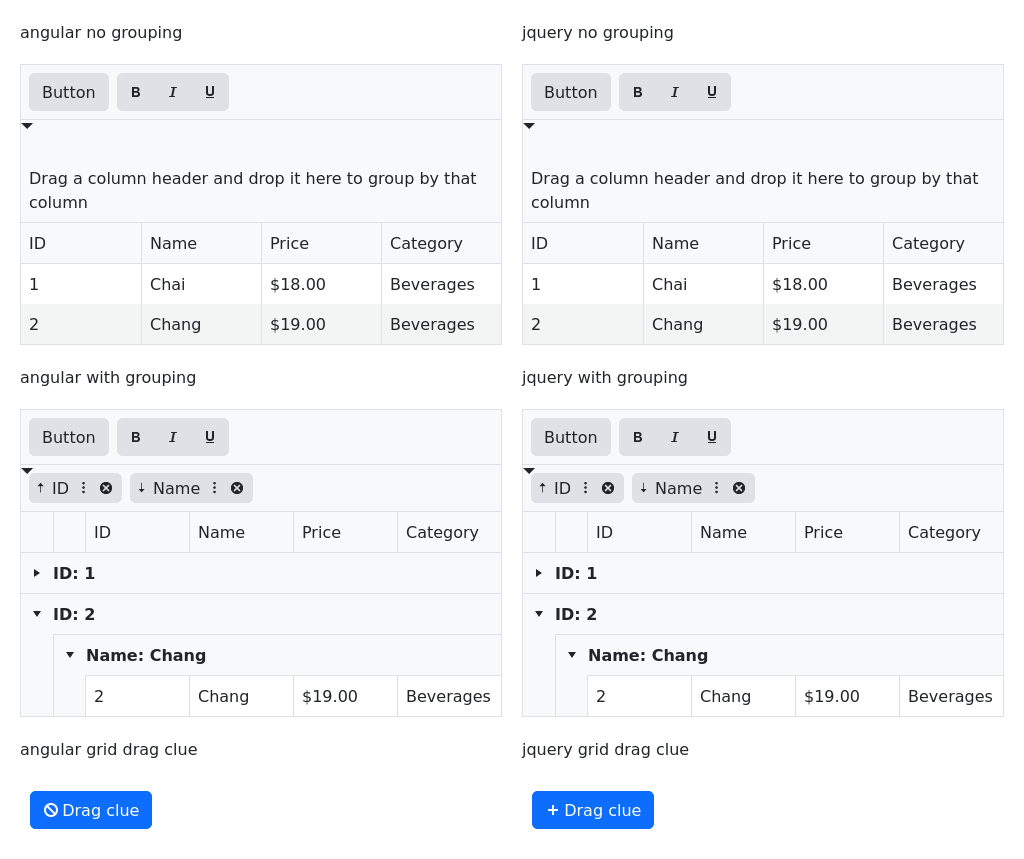 angular no grouping
Button B I U
Drag a column header and drop it here to group by that
column
ID Name Price Category
1 Chai $18.00 Beverages
2 Chang $19.00 Beverages
jquery no grouping
Button B I U
Drag a column header and drop it here to group by that
column
ID Name Price Category
1 Chai $18.00 Beverages
2 Chang $19.00 Beverages
angular with grouping
Button B I U
↑ ID ↓ Name
ID Name Price Category
ID: 1
ID: 2
Name: Chang
2 Chang $19.00 Beverages
jquery with grouping
Button B I U
↑ ID ↓ Name
ID Name Price Category
ID: 1
ID: 2
Name: Chang
2 Chang $19.00 Beverages
angular grid drag clue
Drag clue
jquery grid drag clue
+ Drag clue